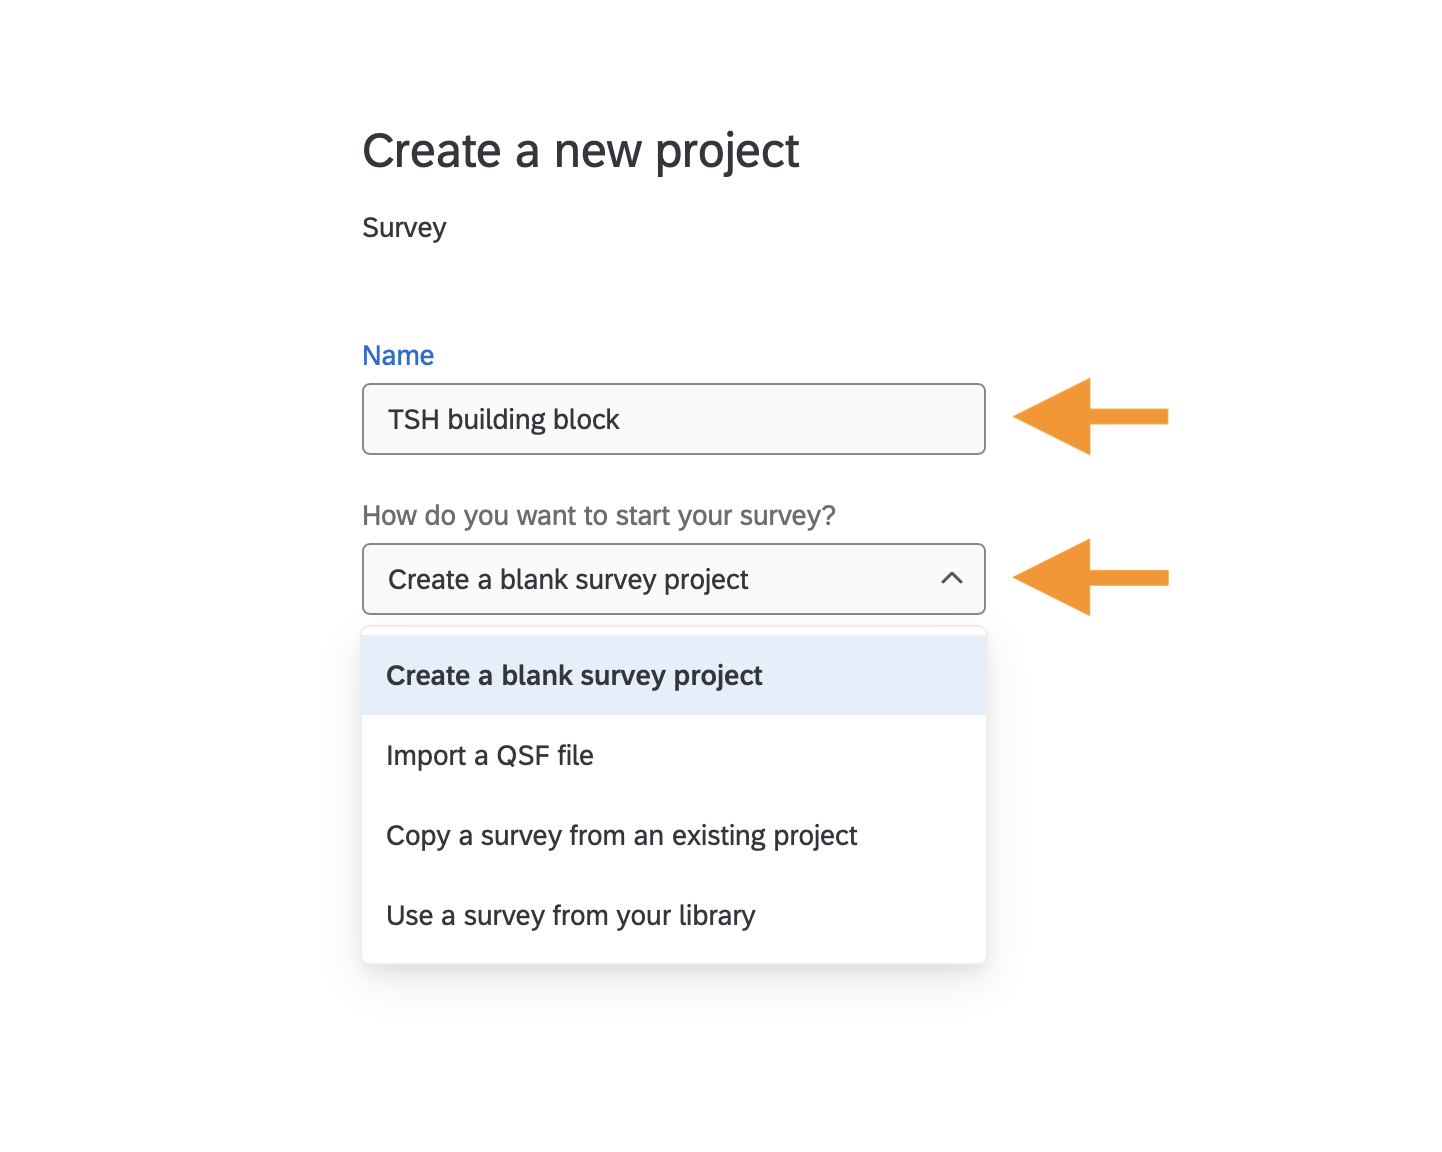 Create a new project
Survey
Name
TSH building block
How do you want to start your survey?
Create a blank survey project
Create a blank survey project
Import a QSF file
Copy a survey from an existing project
Use a survey from your library